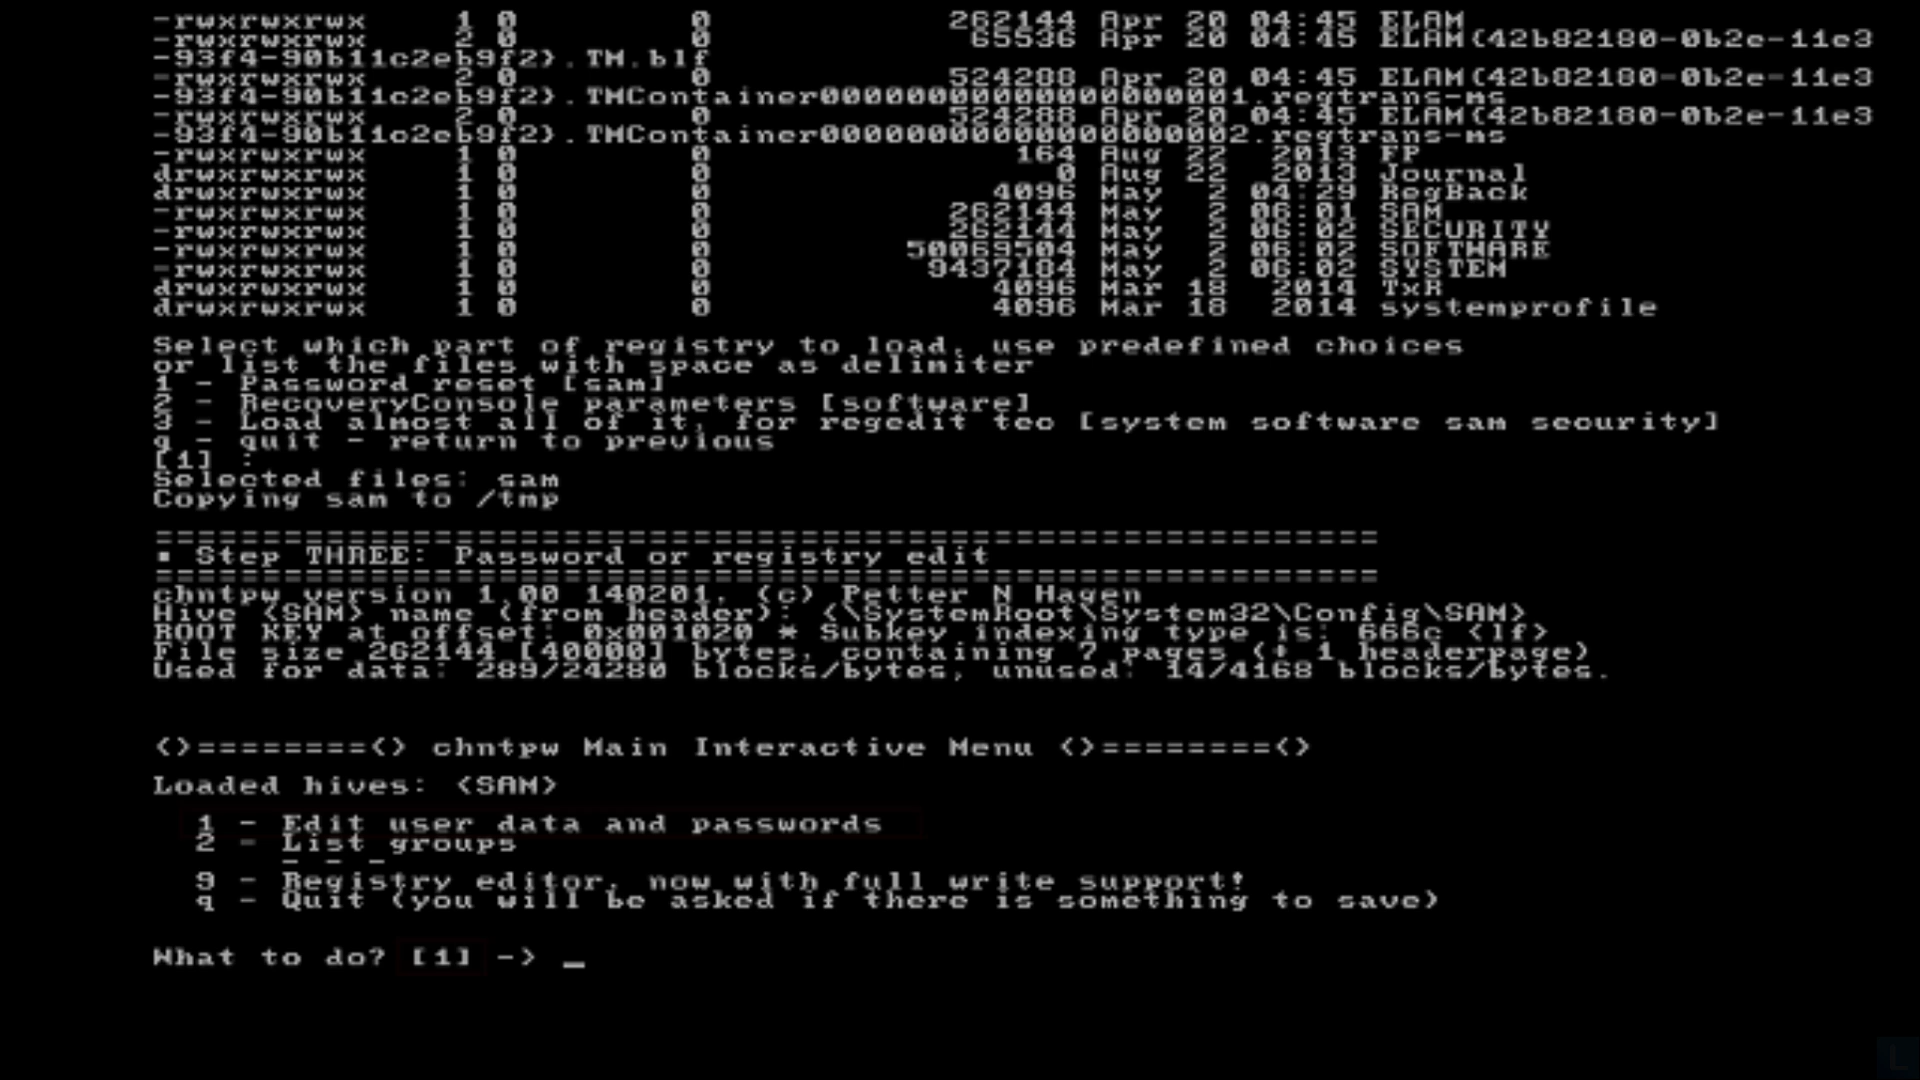 -rwxrwxrwx 1 0 0 262144 Apr 20 04:45 ELAM
-rwxrwxrwx 2 0 0 65536 Apr 20 04:45 ELAM{42b82180-0b2e-11e3
-93f4-90b11c2eb9f2}.TM.blf
-rwxrwxrwx 2 0 0 524288 Apr 20 04:45 ELAM{42b82180-0b2e-11e3
-93f4-90b11c2eb9f2}.TMContainer00000000000000000001.regtrans-ms
-rwxrwxrwx 2 0 0 524288 Apr 20 04:45 ELAM{42b82180-0b2e-11e3
-93f4-90b11c2eb9f2}.TMContainer00000000000000000002.regtrans-ms
-rwxrwxrwx 1 0 0 164 Aug 22 2013 FP
drwxrwxrwx 1 0 0 0 Aug 22 2013 Journal
drwxrwxrwx 1 0 0 4096 May 2 04:29 RegBack
-rwxrwxrwx 1 0 0 262144 May 2 06:01 SAM
-rwxrwxrwx 1 0 0 262144 May 2 06:02 SECURITY
-rwxrwxrwx 1 0 0 50069504 May 2 06:02 SOFTWARE
-rwxrwxrwx 1 0 0 9437184 May 2 06:02 SYSTEM
drwxrwxrwx 1 0 0 4096 Mar 18 2014 TxR
drwxrwxrwx 1 0 0 4096 Mar 18 2014 systemprofile
Select which part of registry to load, use predefined choices
or list the files with space as delimiter
1 - Password reset [sam]
2 - RecoveryConsole parameters [software]
3 - Load almost all of it, for regedit tec [system software sam security]
q - quit - return to previous
[1] :
Selected files: sam
Copying sam to /tmp
=========================================================================
• Step THREE: Password or registry edit
=========================================================================
chntpw version 1.00 140201, (c) Petter N Hagen
Hive <SAM> name (from header): <\SystemRoot\System32\Config\SAM>
ROOT KEY at offset: 0x001020 * Subkey indexing type is: 666c <lf>
File size 262144 [40000] bytes, containing 7 pages (+ 1 headerpage)
Used for data: 289/24280 blocks/bytes, unused: 14/4168 blocks/bytes.
<>========<> chntpw Main Interactive Menu <>========<>
Loaded hives: <SAM>
1 - Edit user data and passwords
2 - List groups
- - -
9 - Registry editor, now with full write support!
q - Quit (you will be asked if there is something to save)
What to do? [1] -> _